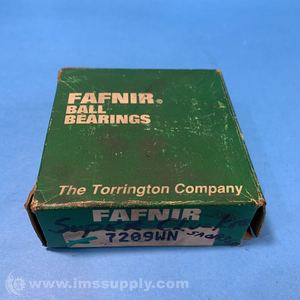 FAFNIR®
BALL
BEARINGS
The Torrington Company
FAFNIR
7209WN
www.imssupply.com